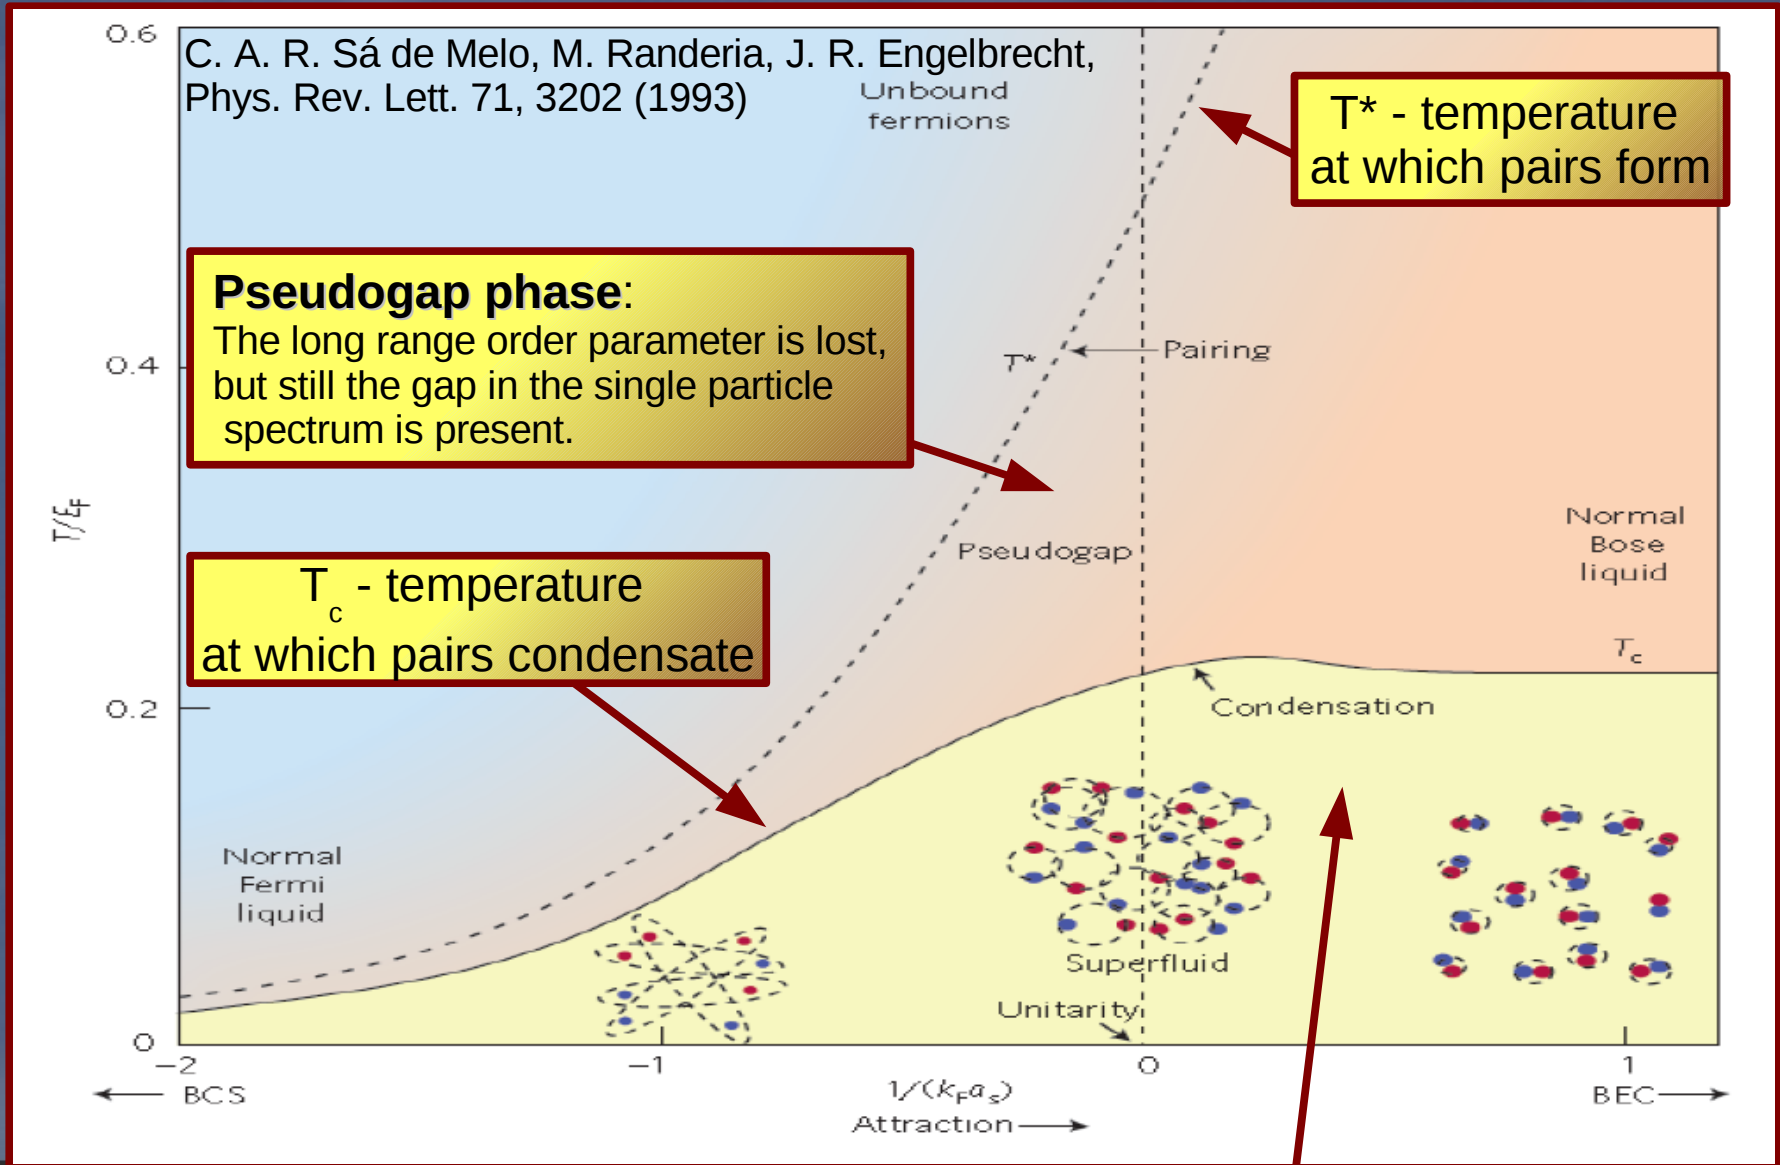 0.6
C. A. R. Sá de Melo, M. Randeria, J. R. Engelbrecht,
Phys. Rev. Lett. 71, 3202 (1993)
Unbound
fermions
T* - temperature
at which pairs form
Pseudogap phase:
The long range order parameter is lost,
but still the gap in the single particle
spectrum is present.
0.4
T*
Pairing
T/EF
Pseudogap
Normal
Bose
liquid
Tc - temperature
at which pairs condensate
Tc
0.2
Condensation
Normal
Fermi
liquid
Superfluid
Unitarity
0
−2
−1
0
1
BCS
1/(kFas)
BEC
Attraction